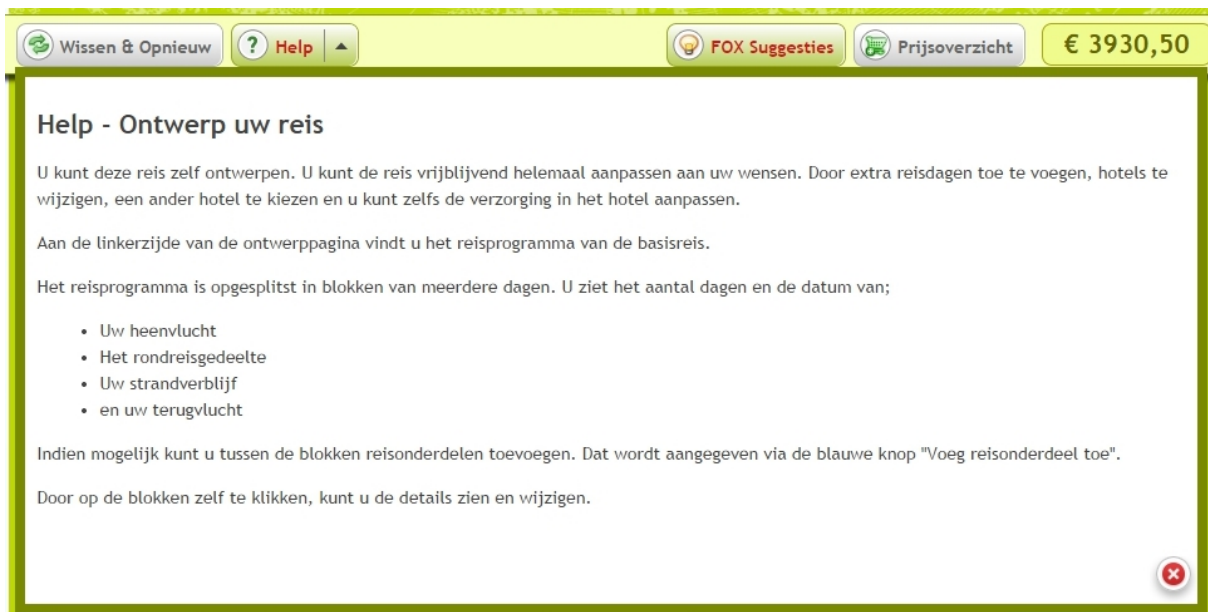 Wissen & Opnieuw ? Help FOX Suggesties Prijsoverzicht € 3930,50
Help - Ontwerp uw reis
U kunt deze reis zelf ontwerpen. U kunt de reis vrijblijvend helemaal aanpassen aan uw wensen. Door extra reisdagen toe te voegen, hotels te
wijzigen, een ander hotel te kiezen en u kunt zelfs de verzorging in het hotel aanpassen.
Aan de linkerzijde van de ontwerppagina vindt u het reisprogramma van de basisreis.
Het reisprogramma is opgesplitst in blokken van meerdere dagen. U ziet het aantal dagen en de datum van;
• Uw heenvlucht
• Het rondreisgedeelte
• Uw strandverblijf
• en uw terugvlucht
Indien mogelijk kunt u tussen de blokken reisonderdelen toevoegen. Dat wordt aangegeven via de blauwe knop "Voeg reisonderdeel toe".
Door op de blokken zelf te klikken, kunt u de details zien en wijzigen.